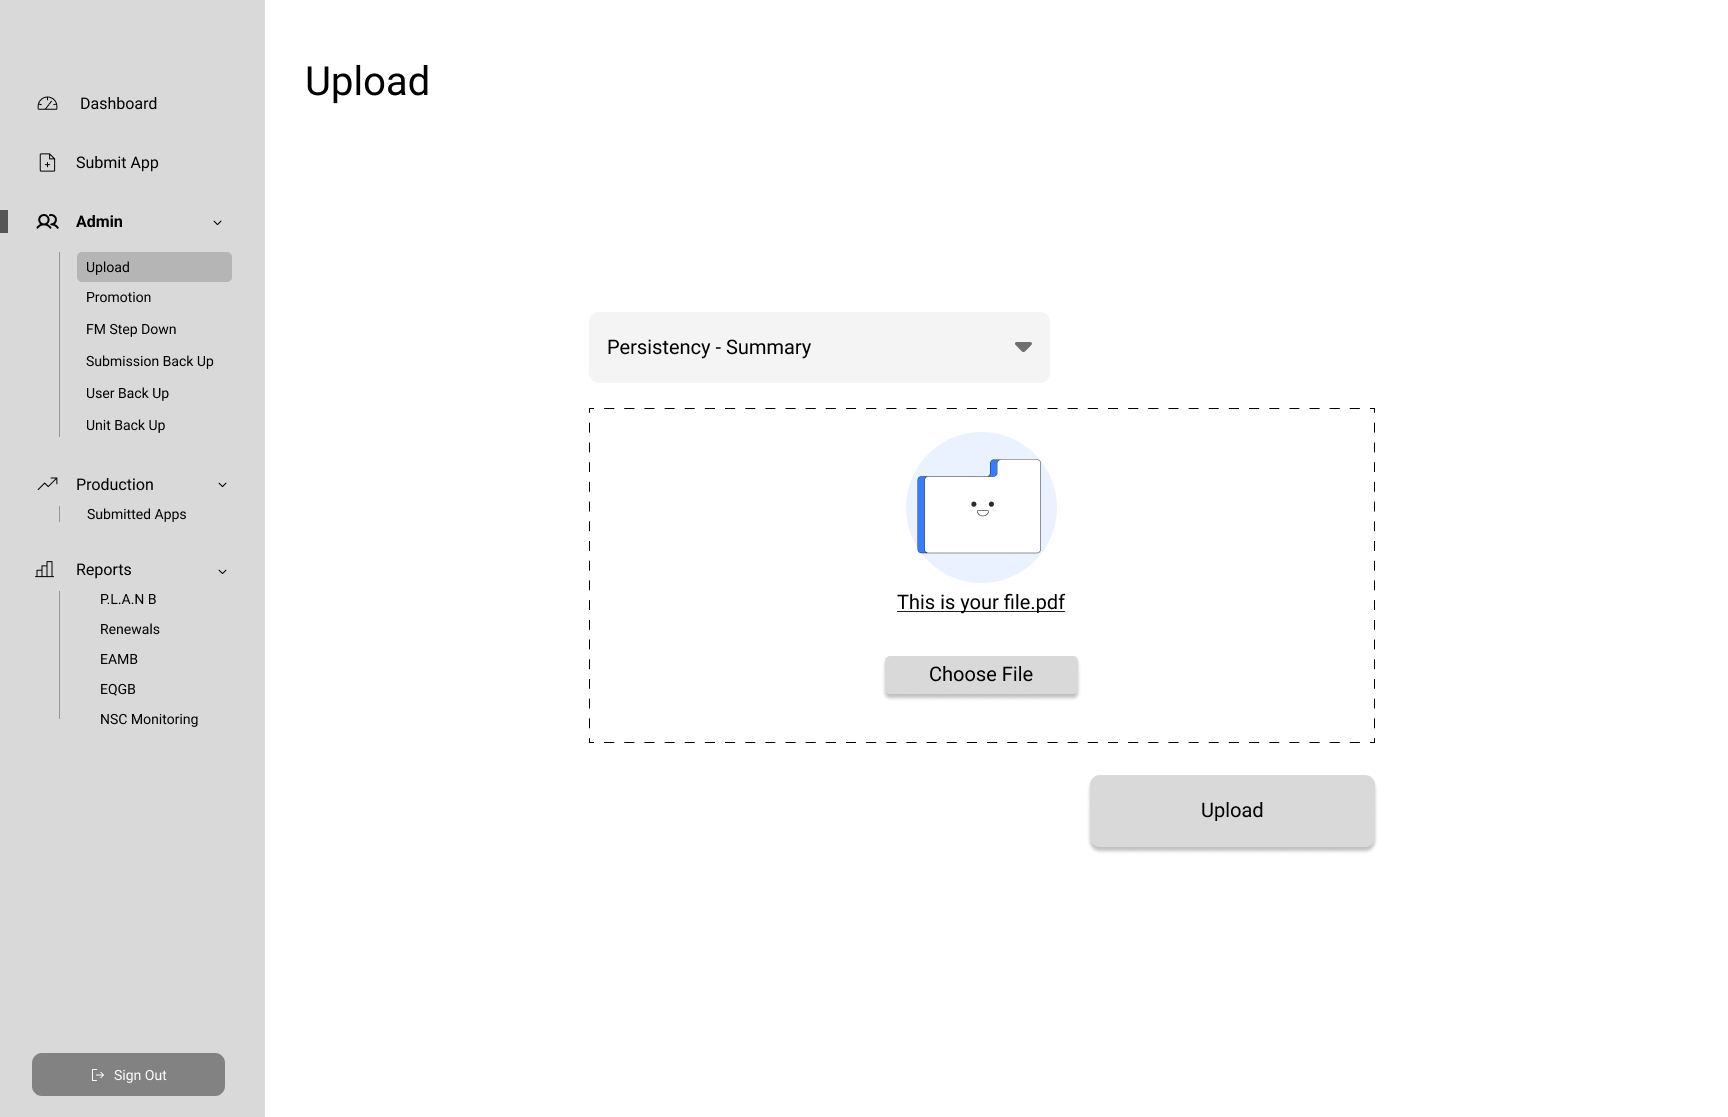 Upload
Dashboard
Submit App
Admin
Upload
Promotion
FM Step Down
Submission Back Up
User Back Up
Unit Back Up
Production
Submitted Apps
Reports
P.L.A.N B
Renewals
EAMB
EQGB
NSC Monitoring
Sign Out
Persistency - Summary
This is your file.pdf
Choose File
Upload